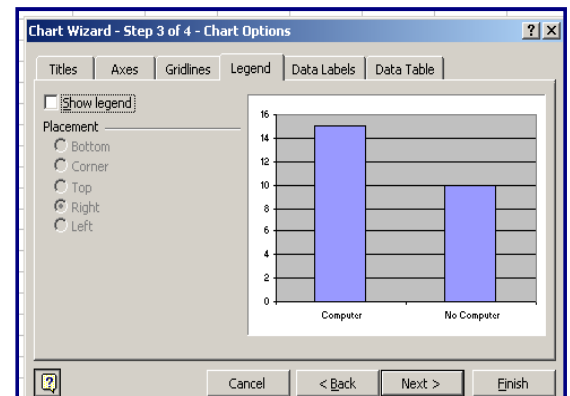 Chart Wizard - Step 3 of 4 - Chart Options
Titles Axes Gridlines Legend Data Labels Data Table
Show legend
Placement
Bottom
Corner
Top
Right
Left
16
14
12
10
8
6
4
2
0
Computer No Computer
Cancel < Back Next > Finish